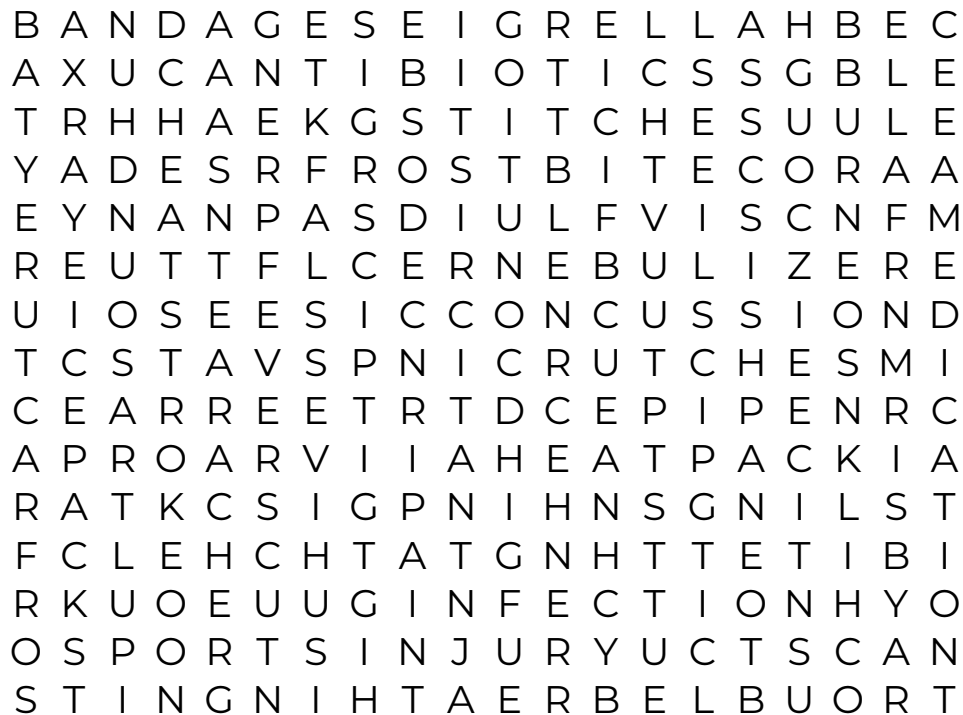 B A N D A G E S E I G R E L L A H B E C
A X U C A N T I B I O T I C S S G B L E
T R H H A E K G S T I T C H E S U U L E
Y A D E S R F R O S T B I T E C O R A A
E Y N A N P A S D I U L F V I S C N F M
R E U T T F L C E R N E B U L I Z E R E
U I O S E E S I C C O N C U S S I O N D
T C S T A V S P N I C R U T C H E S M I
C E A R R E E T R T D C E P I P E N R C
A P R O A R V I I A H E A T P A C K I A
R A T K C S I G P N I H N S G N I L S T
F C L E H C H T A T G N H T T E T I B I
R K U O E U U G I N F E C T I O N H Y O
O S P O R T S I N J U R Y U C T S C A N
S T I N G N I H T A E R B E L B U O R T